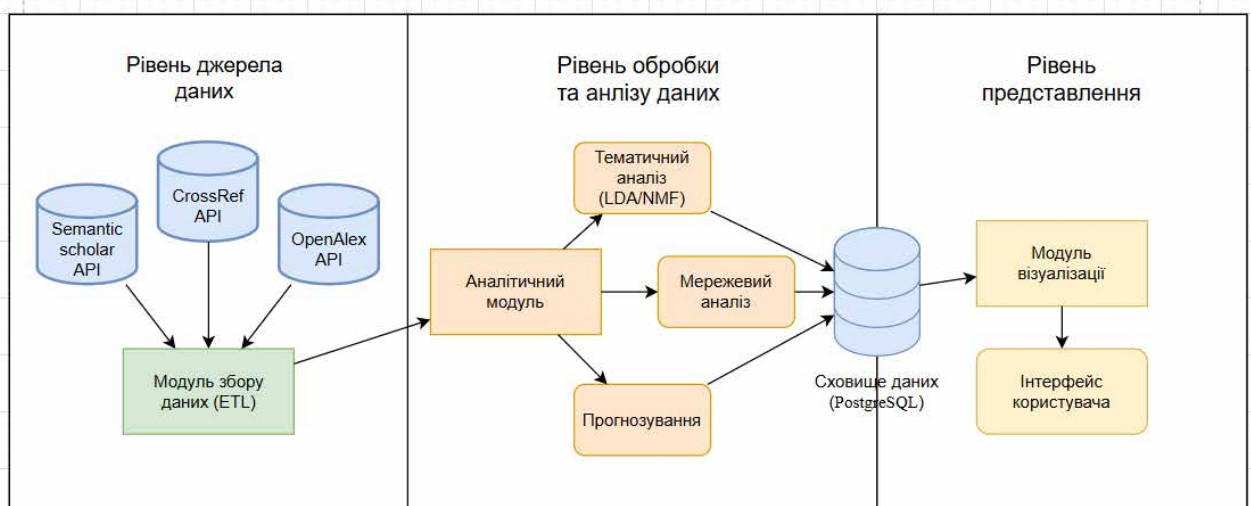 Рівень джерела
даних
Semantic
scholar
API
CrossRef
API
OpenAlex
API
Модуль збору
даних (ETL)
Рівень обробки
та анлізу даних
Тематичний
аналіз
(LDA/NMF)
Аналітичний
модуль
Мережевий
аналіз
Прогнозування
Сховище даних
(PostgreSQL)
Рівень
представлення
Модуль
візуалізації
Інтерфейс
користувача